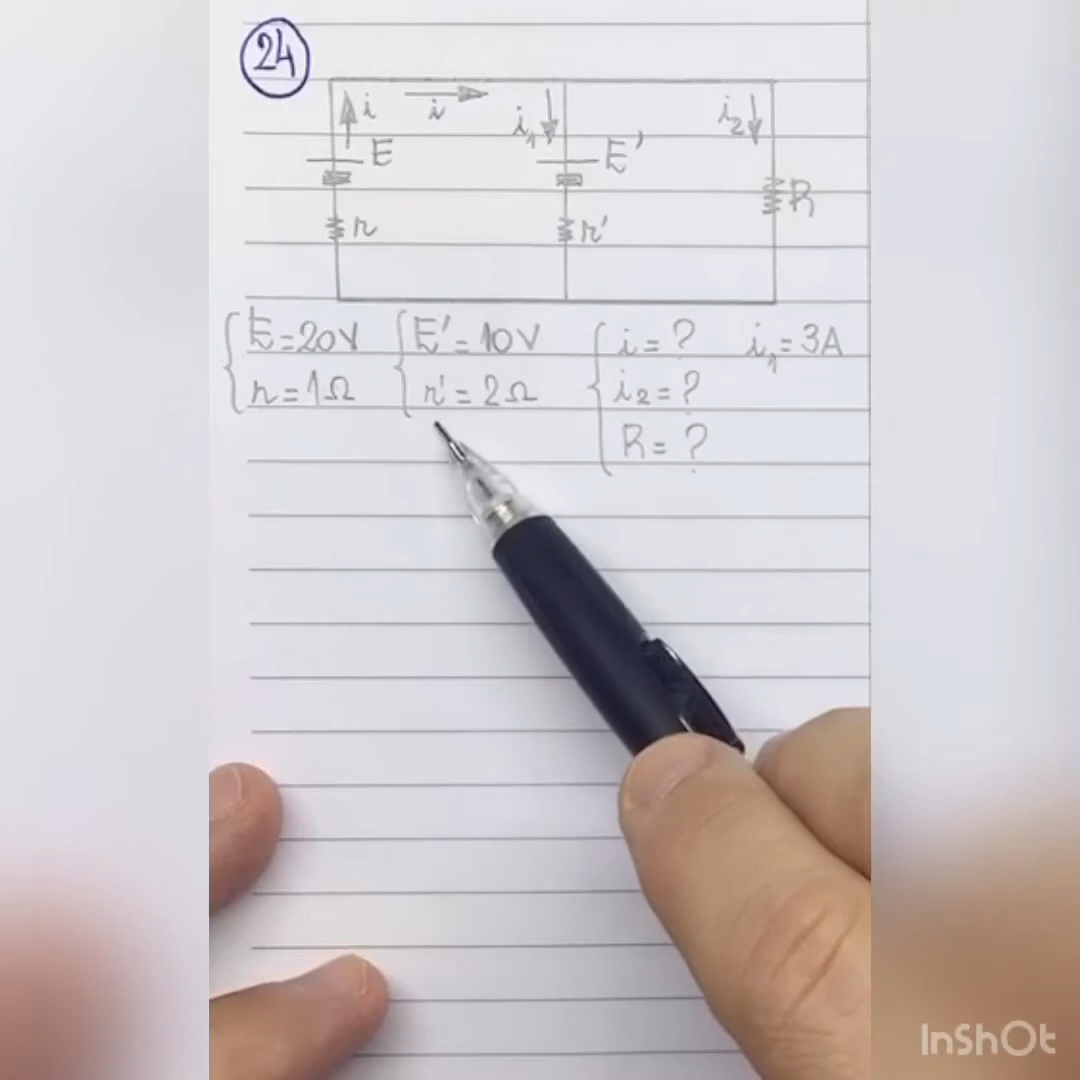 24
i i i₁ i₂
E E' R
r r'
E=20V E'=10V i=? i₁=3A
r=1Ω r'=2Ω i₂=?
R=?
InShOt